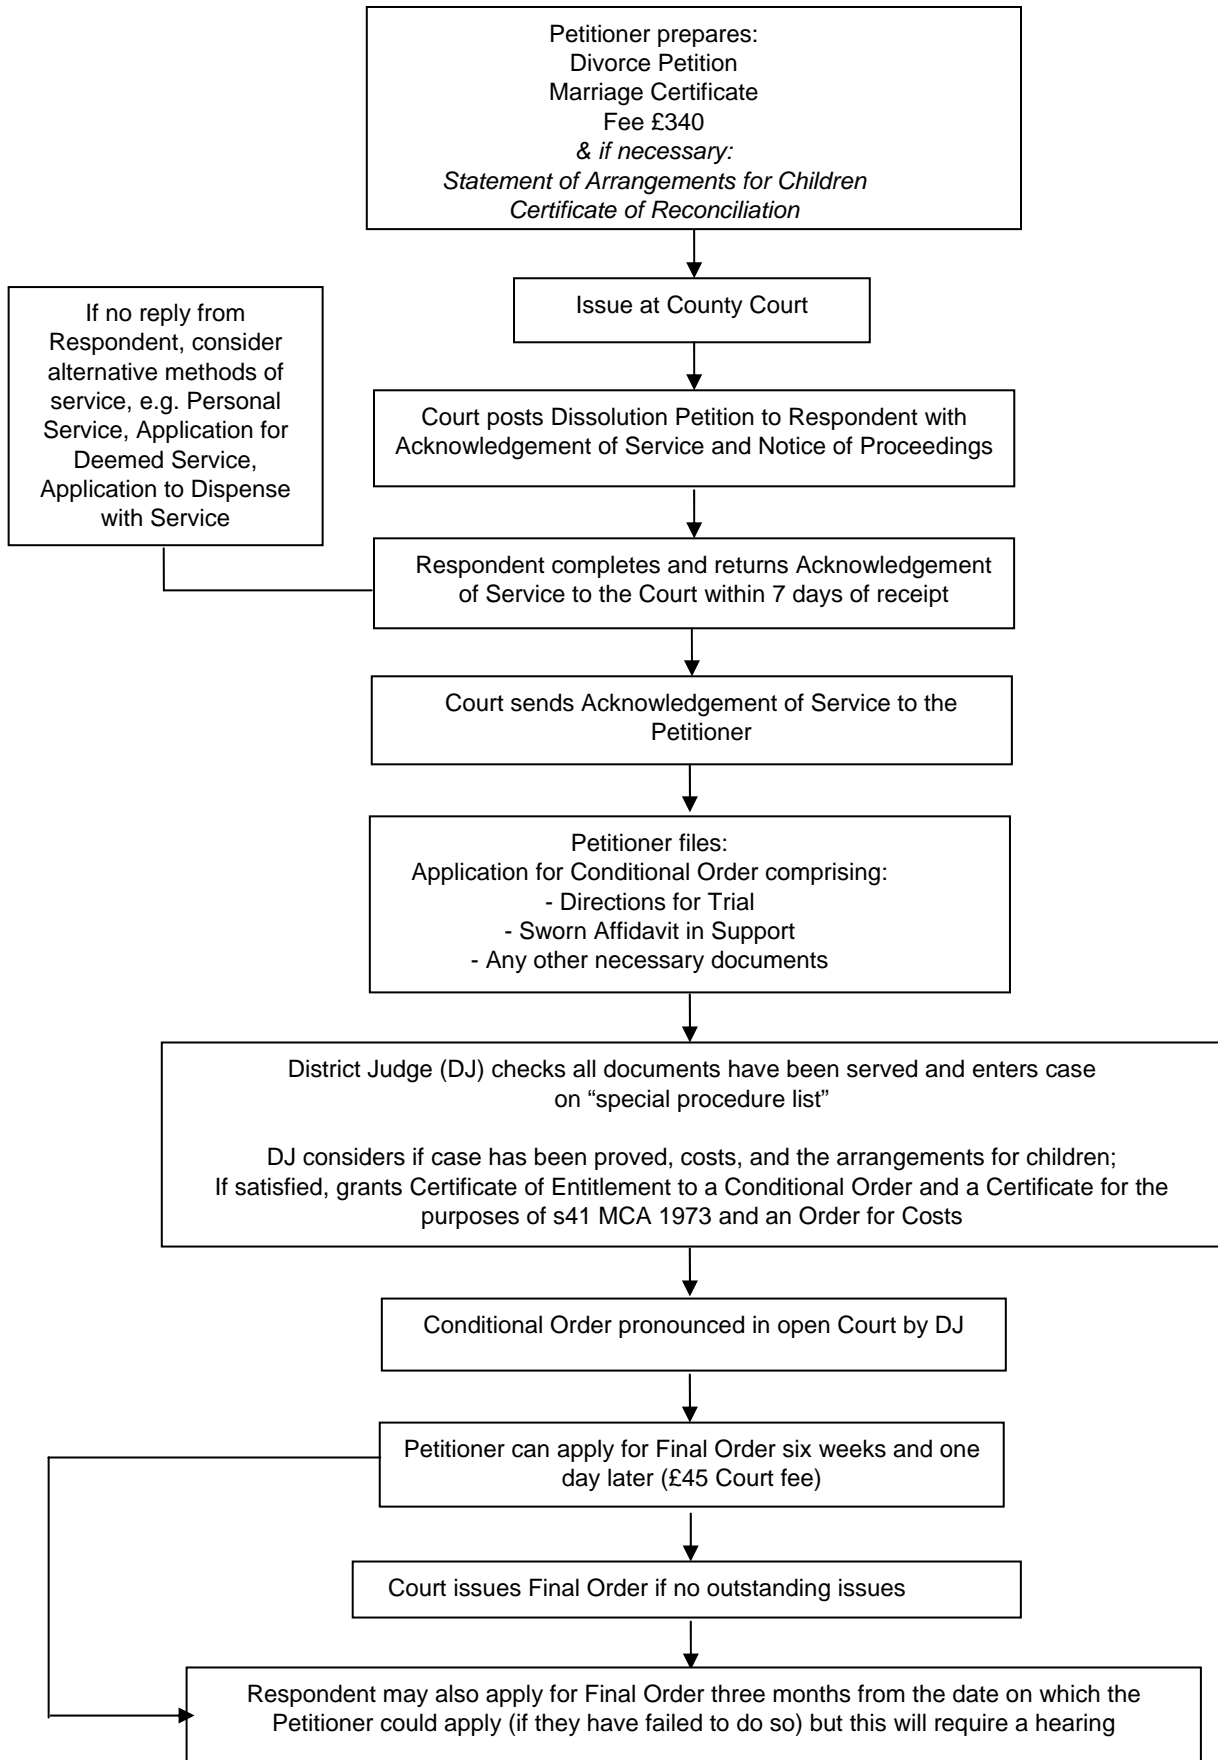 Petitioner prepares:
Divorce Petition
Marriage Certificate
Fee £340
& if necessary:
Statement of Arrangements for Children
Certificate of Reconciliation
Issue at County Court
If no reply from
Respondent, consider
alternative methods of
service, e.g. Personal
Service, Application for
Deemed Service,
Application to Dispense
with Service
Court posts Dissolution Petition to Respondent with
Acknowledgement of Service and Notice of Proceedings
Respondent completes and returns Acknowledgement
of Service to the Court within 7 days of receipt
Court sends Acknowledgement of Service to the
Petitioner
Petitioner files:
Application for Conditional Order comprising:
- Directions for Trial
- Sworn Affidavit in Support
- Any other necessary documents
District Judge (DJ) checks all documents have been served and enters case
on “special procedure list”
DJ considers if case has been proved, costs, and the arrangements for children;
If satisfied, grants Certificate of Entitlement to a Conditional Order and a Certificate for the
purposes of s41 MCA 1973 and an Order for Costs
Conditional Order pronounced in open Court by DJ
Petitioner can apply for Final Order six weeks and one
day later (£45 Court fee)
Court issues Final Order if no outstanding issues
Respondent may also apply for Final Order three months from the date on which the
Petitioner could apply (if they have failed to do so) but this will require a hearing